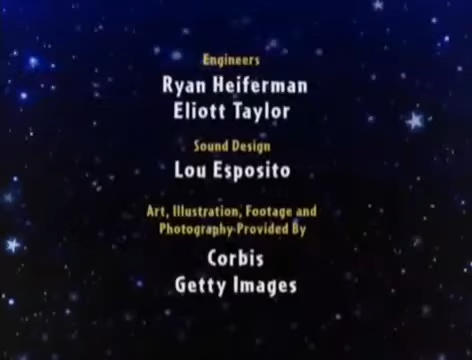 Engineers
Ryan Heiferman
Eliott Taylor
Sound Design
Lou Esposito
Art, Illustration, Footage and
Photography Provided By
Corbis
Getty Images